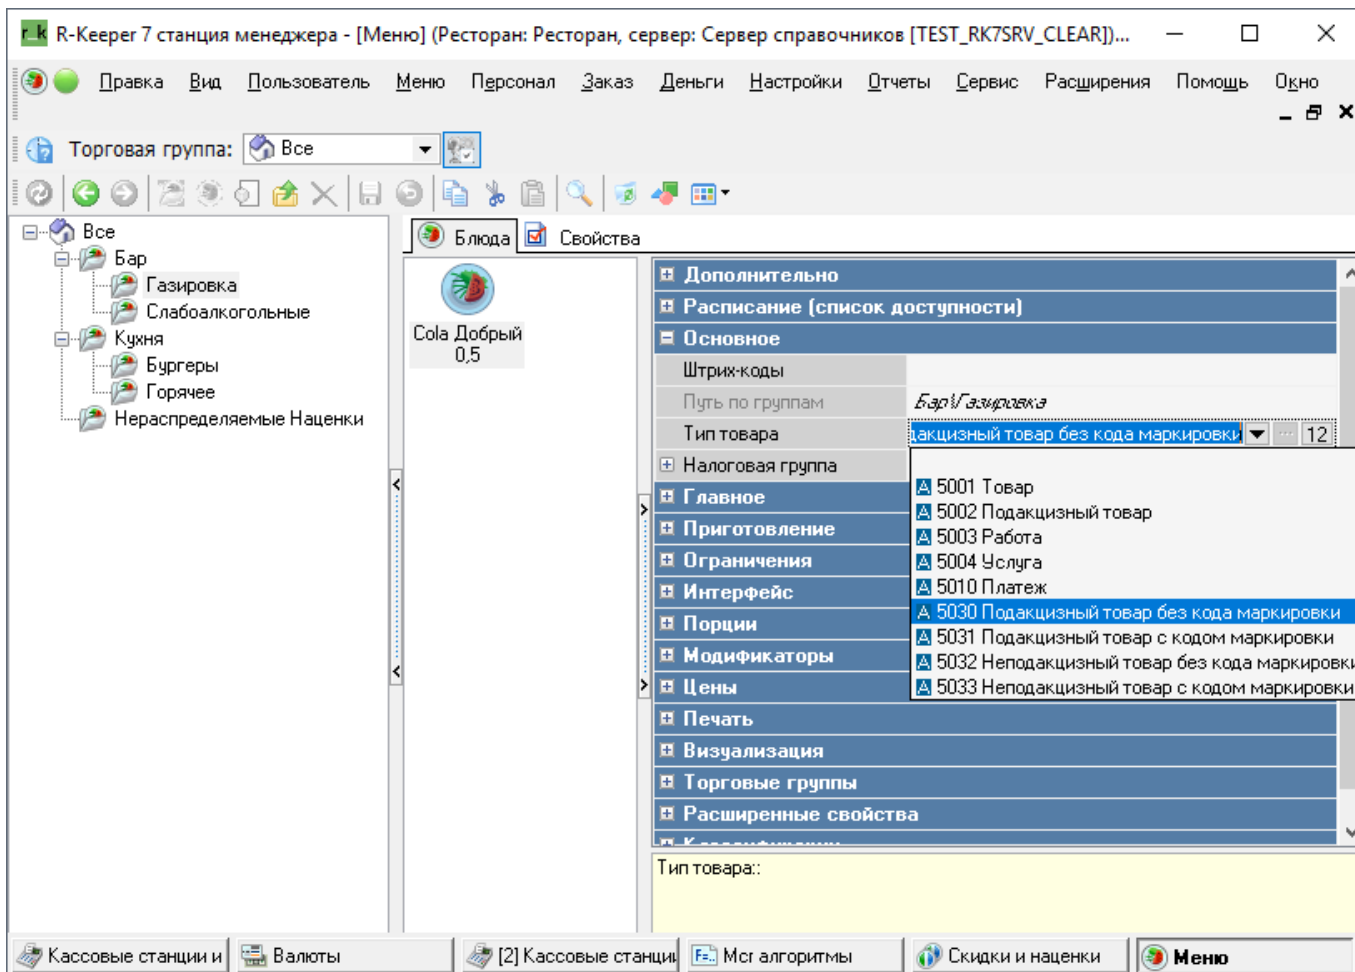 R-Keeper 7 станция менеджера - [Меню] (Ресторан: Ресторан, сервер: Сервер справочников [TEST_RK7SRV_CLEAR])...
Правка Вид Пользователь Меню Персонал Заказ Деньги Настройки Отчеты Сервис Расширения Помощь Окно
Торговая группа: Все
Все
Бар
Газировка
Слабоалкогольные
Кухня
Бургеры
Горячее
Нераспределяемые Наценки
Блюда Свойства
Cola Добрый
0,5
Дополнительно
Расписание (список доступности)
Основное
Штрих-коды
Путь по группам Бар\Газировка
Тип товара дакцизный товар без кода маркировки 12
Налоговая группа
5001 Товар
5002 Подакцизный товар
5003 Работа
5004 Услуга
5010 Платеж
5030 Подакцизный товар без кода маркировки
5031 Подакцизный товар с кодом маркировки
5032 Неподакцизный товар без кода маркировки
5033 Неподакцизный товар с кодом маркировки
Главное
Приготовление
Ограничения
Интерфейс
Порции
Модификаторы
Цены
Печать
Визуализация
Торговые группы
Расширенные свойства
Тип товара::
Кассовые станции и Валюты [2] Кассовые станции Мcr алгоритмы Скидки и наценки Меню